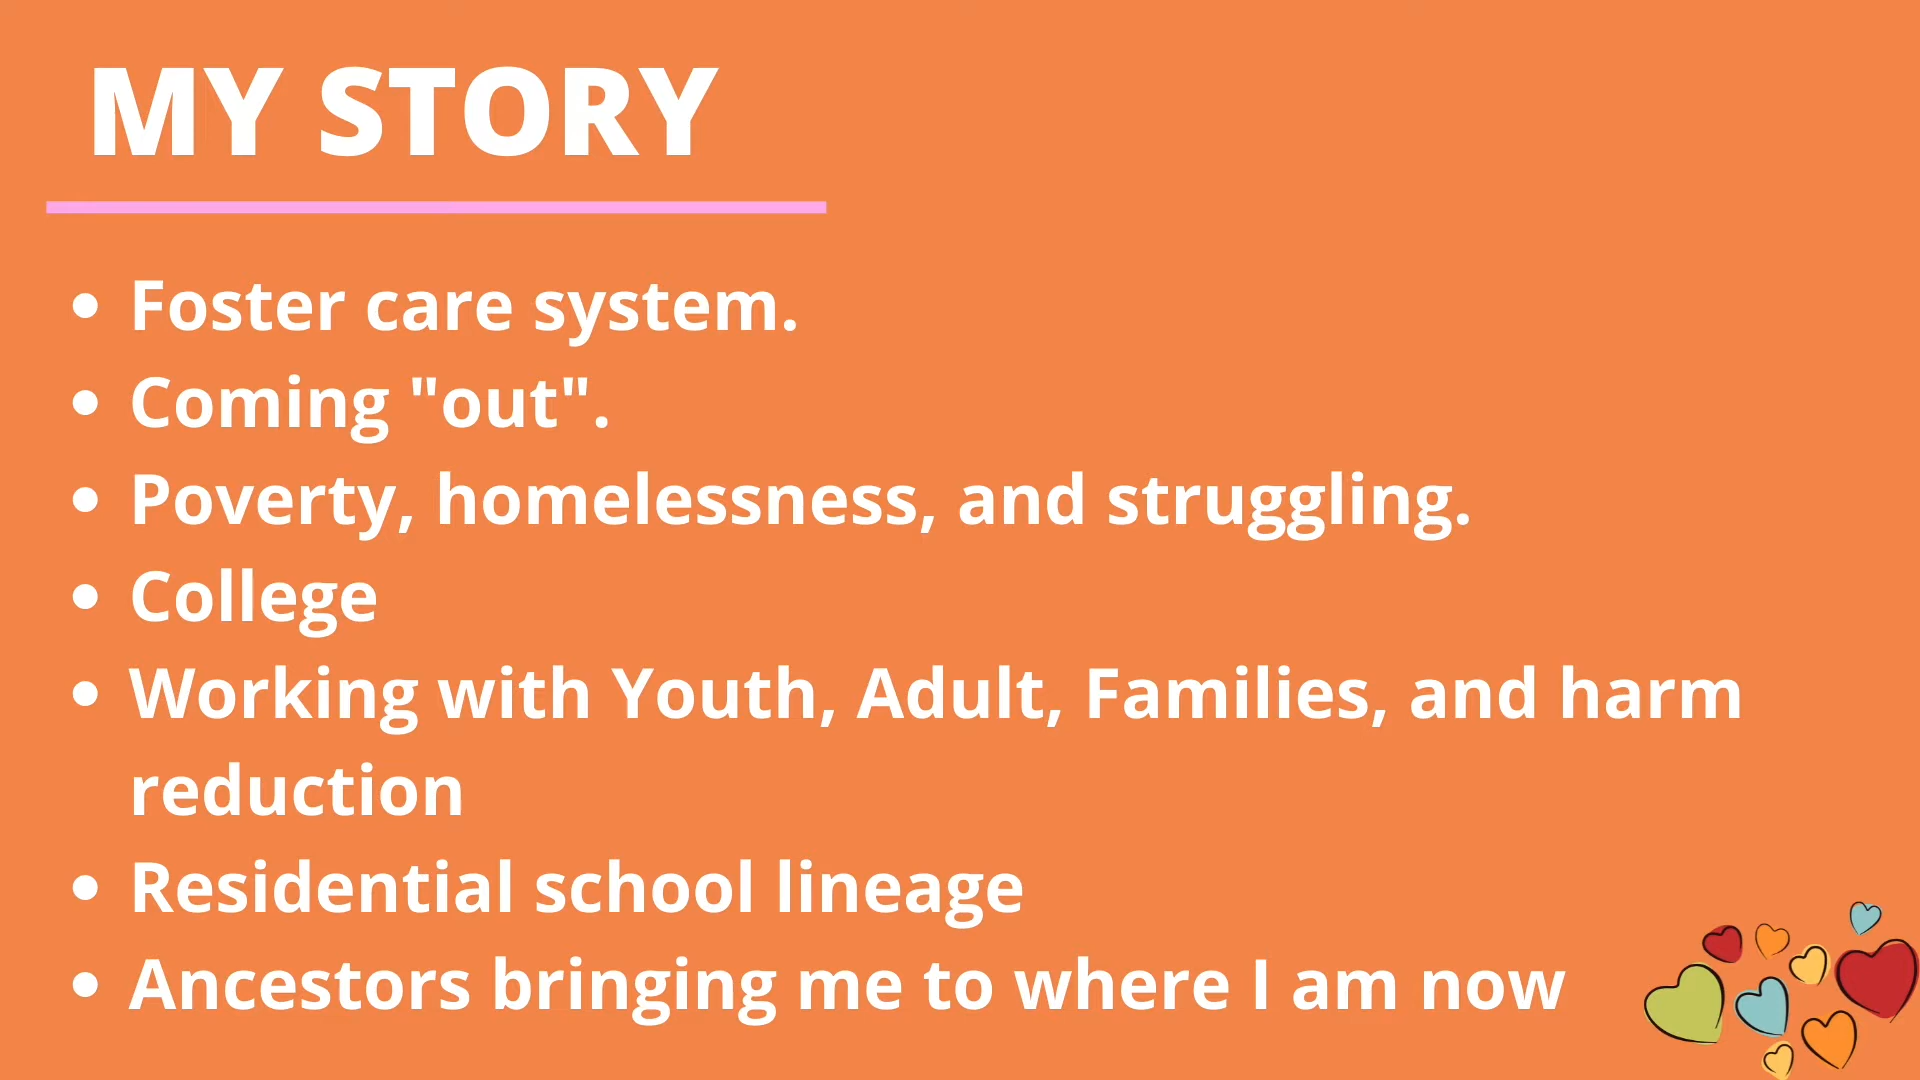 MY STORY
• Foster care system.
• Coming "out".
• Poverty, homelessness, and struggling.
• College
• Working with Youth, Adult, Families, and harm
reduction
• Residential school lineage
• Ancestors bringing me to where I am now